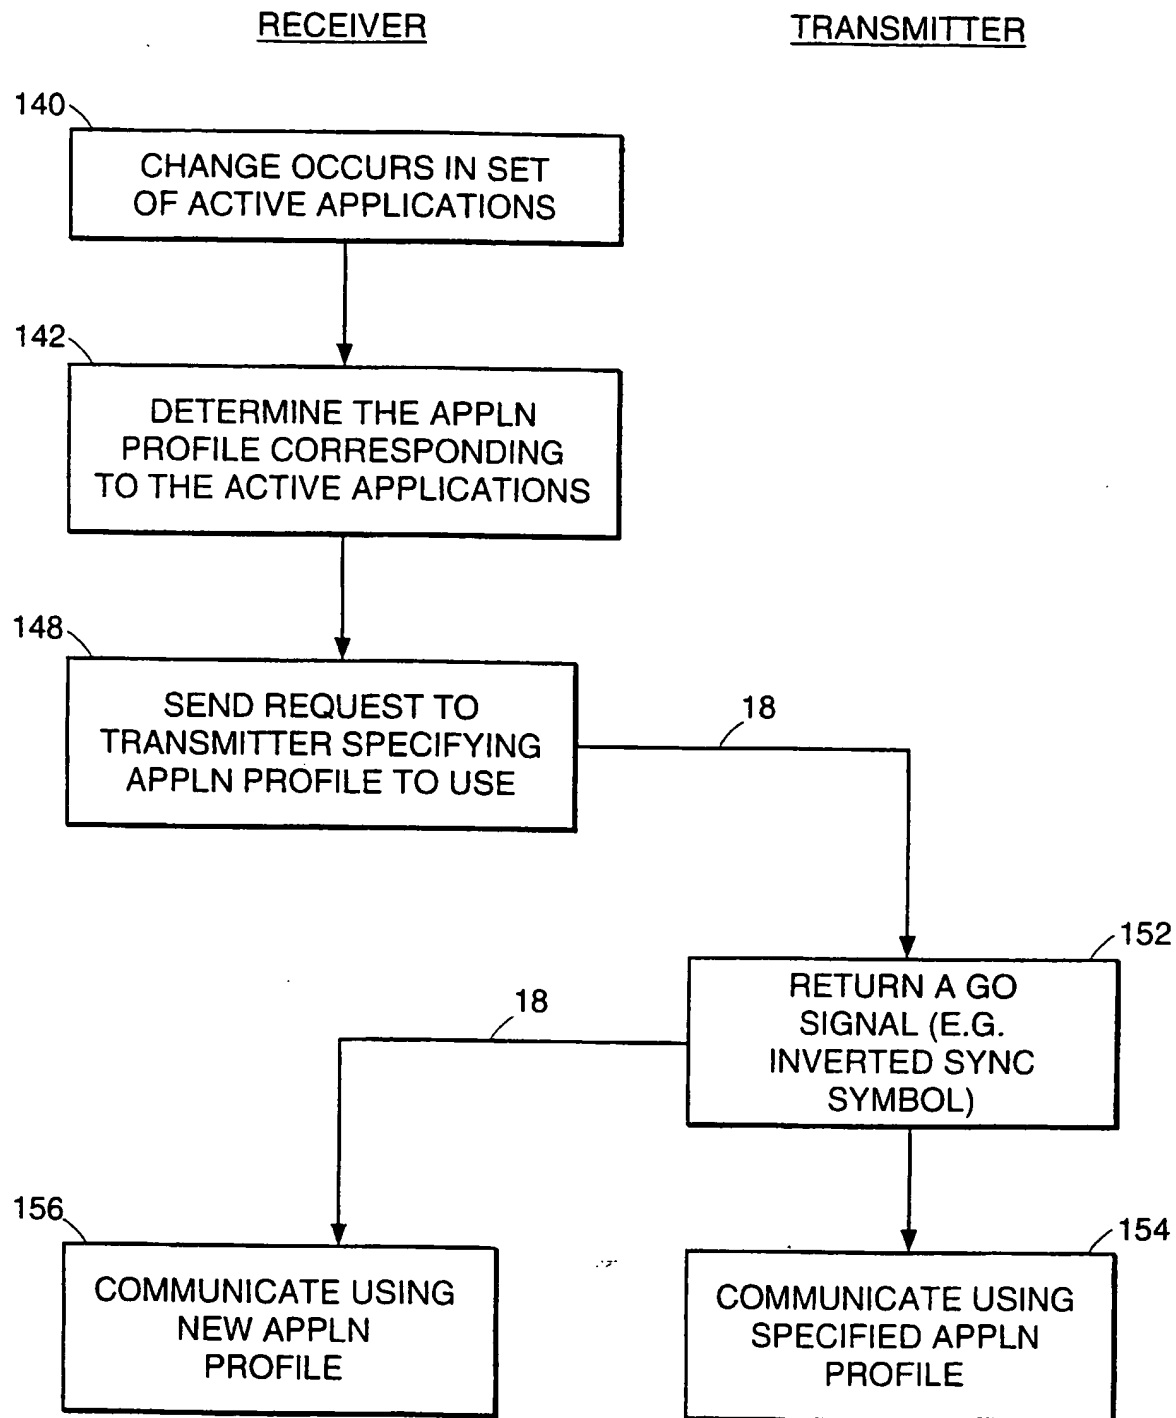 RECEIVER
TRANSMITTER
140
CHANGE OCCURS IN SET
OF ACTIVE APPLICATIONS
142
DETERMINE THE APPLN
PROFILE CORRESPONDING
TO THE ACTIVE APPLICATIONS
148
SEND REQUEST TO
TRANSMITTER SPECIFYING
APPLN PROFILE TO USE
18
152
RETURN A GO
SIGNAL (E.G.
INVERTED SYNC
SYMBOL)
18
156
COMMUNICATE USING
NEW APPLN
PROFILE
154
COMMUNICATE USING
SPECIFIED APPLN
PROFILE